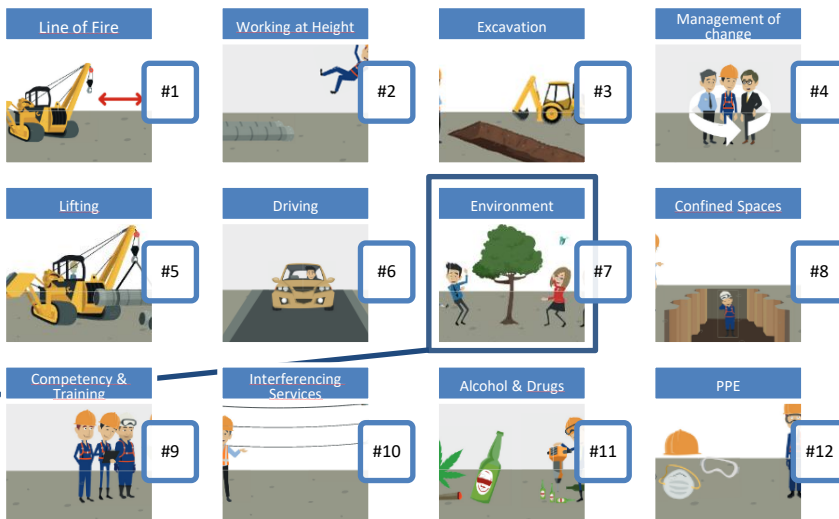 Line of Fire
Working at Height
Excavation
Management of
change
#1
#2
#3
#4
Lifting
Driving
Environment
Confined Spaces
#5
#6
#7
#8
Competency &
Training
Interferencing
Services
Alcohol & Drugs
PPE
#9
#10
#11
#12